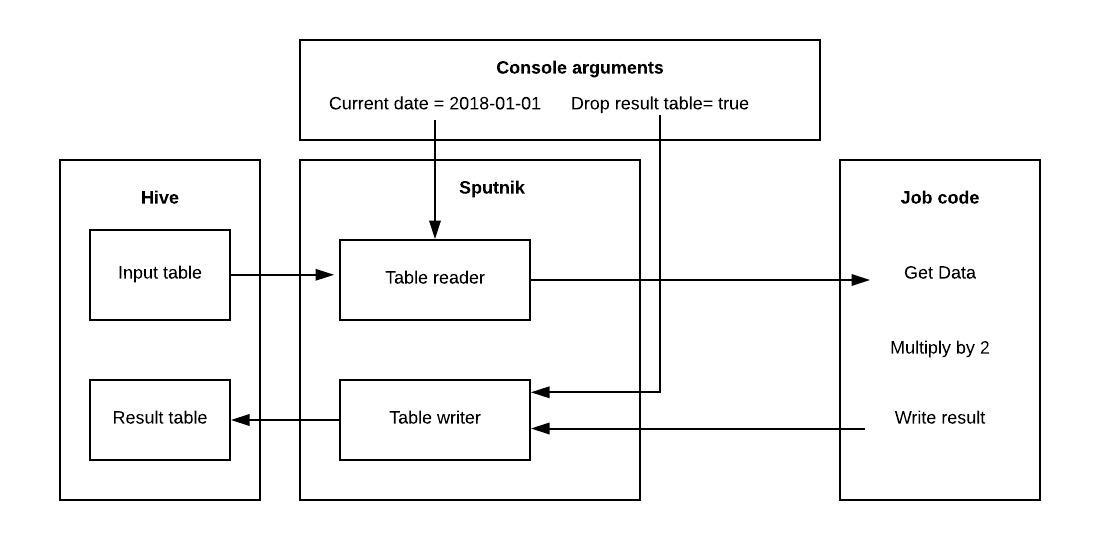 Console arguments
Current date = 2018-01-01 Drop result table= true
Hive
Sputnik
Job code
Input table
Table reader
Get Data
Multiply by 2
Result table
Table writer
Write result